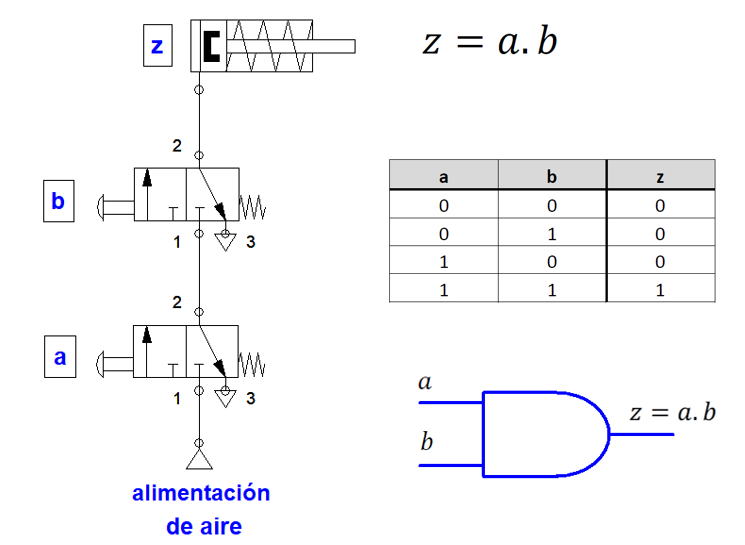 z
z = a.b
2
b
1
3
2
a
1
3
alimentación
de aire
a b z
0 0 0
0 1 0
1 0 0
1 1 1
a
b
z = a.b